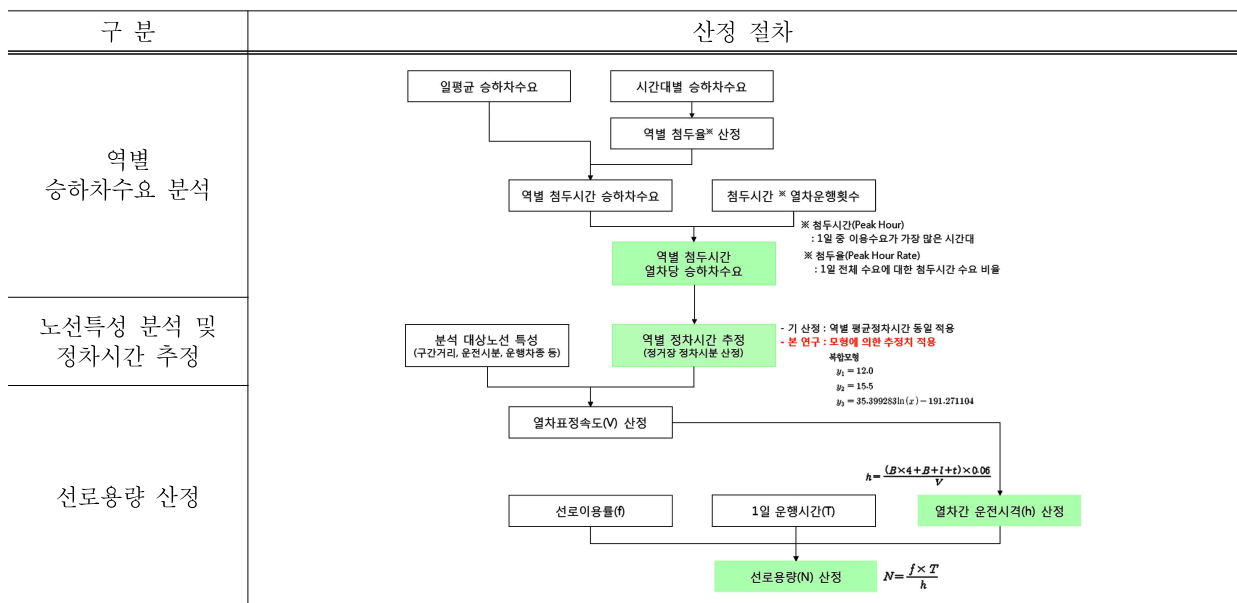 구 분
산정 절차
역별
승하차수요 분석
일평균 승하차수요
시간대별 승하차수요
역별 첨두율※ 산정
역별 첨두시간 승하차수요
첨두시간 ※ 열차운행횟수
※ 첨두시간(Peak Hour)
: 1일 중 이용수요가 가장 많은 시간대
※ 첨두율(Peak Hour Rate)
: 1일 전체 수요에 대한 첨두시간 수요 비율
역별 첨두시간
열차당 승하차수요
노선특성 분석 및
정차시간 추정
분석 대상노선 특성
(구간거리, 운전시분, 운행차종 등)
역별 정차시간 추정
(정거장 정차시분 산정)
- 기 산정 : 역별 평균정차시간 동일 적용
- 본 연구 : 모형에 의한 추정치 적용
복합모형
y₁ = 12.0
y₂ = 15.5
y₃ = 35.399283ln(x) − 191.271104
선로용량 산정
열차표정속도(V) 산정
h = (B×4+B+l+t)×0.06 / V
선로이용률(f)
1일 운행시간(T)
열차간 운전시격(h) 산정
선로용량(N) 산정
N = f×T / h